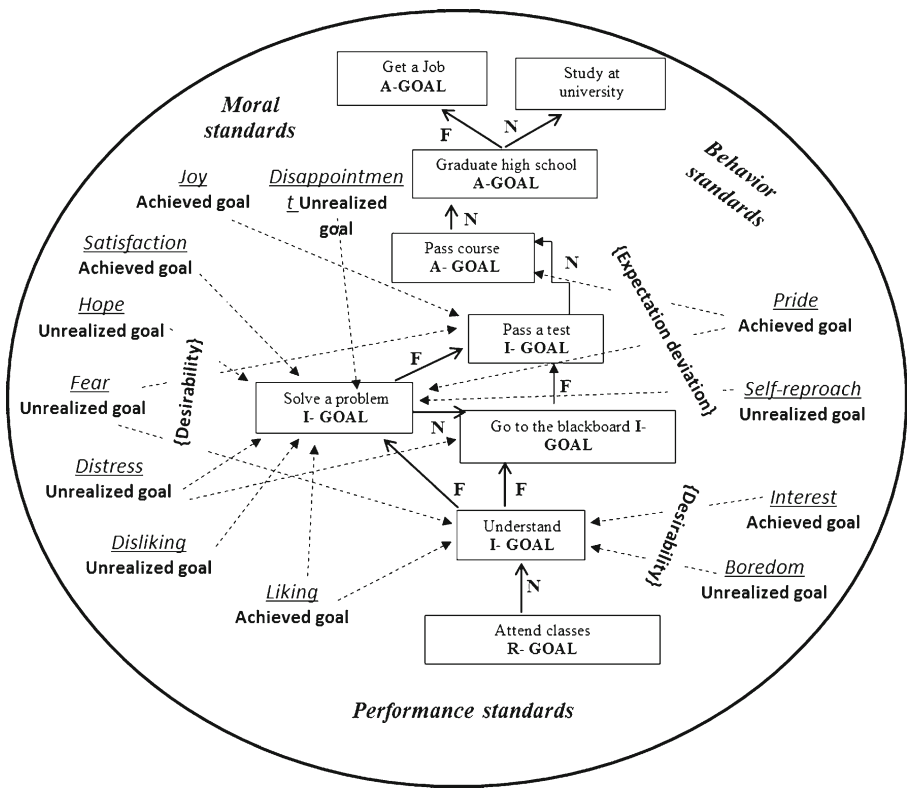 Get a Job
A-GOAL
Study at
university
Moral
standards
F
N
Graduate high school
A-GOAL
Behavior
standards
Joy
Achieved goal
Disappointmen
t Unrealized
goal
N
Pass course
A- GOAL
N
Satisfaction
Achieved goal
{Expectation deviation}
Hope
Unrealized goal
Pride
Achieved goal
Pass a test
I- GOAL
{Desirability}
F
F
Fear
Unrealized goal
Solve a problem
I- GOAL
Self-reproach
Unrealized goal
N
Go to the blackboard I-
GOAL
Distress
Unrealized goal
F
F
{Desirability}
Interest
Achieved goal
Understand
I- GOAL
Disliking
Unrealized goal
Boredom
Unrealized goal
N
Liking
Achieved goal
Attend classes
R- GOAL
Performance standards